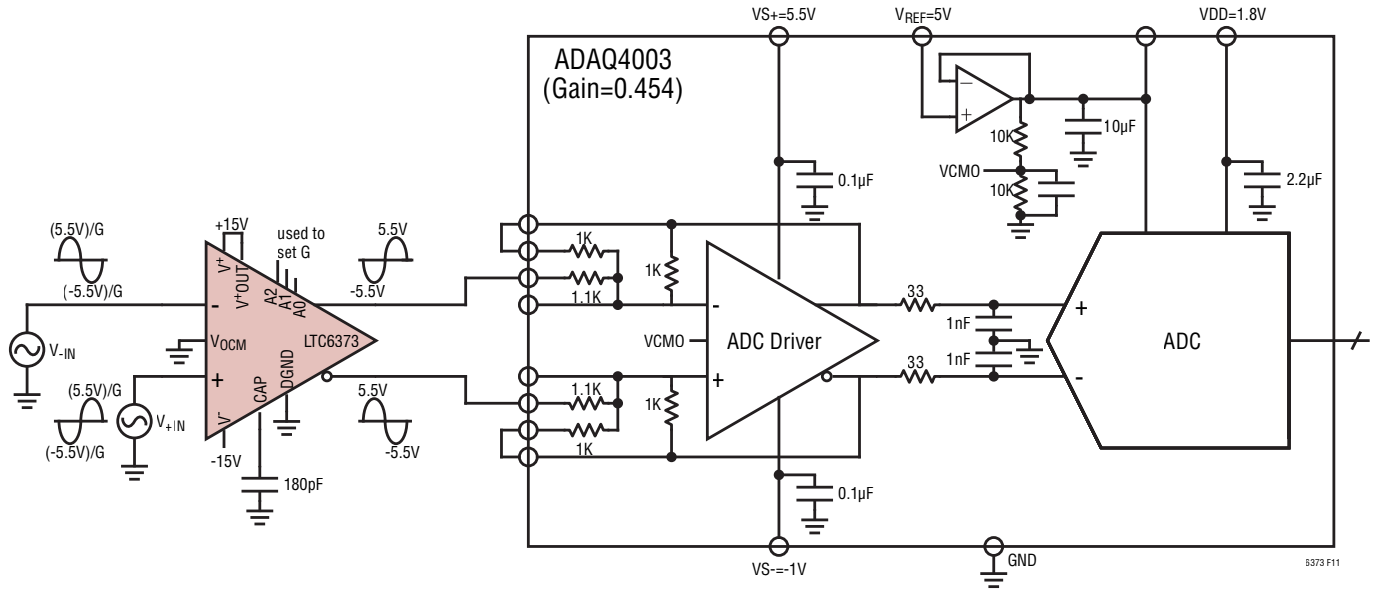 VS+=5.5V
VREF=5V
VDD=1.8V
ADAQ4003
(Gain=0.454)
-
+
10K
10µF
VCMO
10K
0.1µF
2.2µF
(5.5V)/G
(-5.5V)/G
+15V
used to
set G
5.5V
-5.5V
V+
V+OUT
A2
A1
A0
-
VOCM
LTC6373
+
CAP
DGND
V-
V-IN
(5.5V)/G
(-5.5V)/G
V+IN
-15V
180pF
5.5V
-5.5V
1K
1.1K
1K
-
VCMO
ADC Driver
+
1.1K
1K
1K
33
1nF
1nF
33
+
ADC
-
0.1µF
VS-=-1V
GND
6373 F11